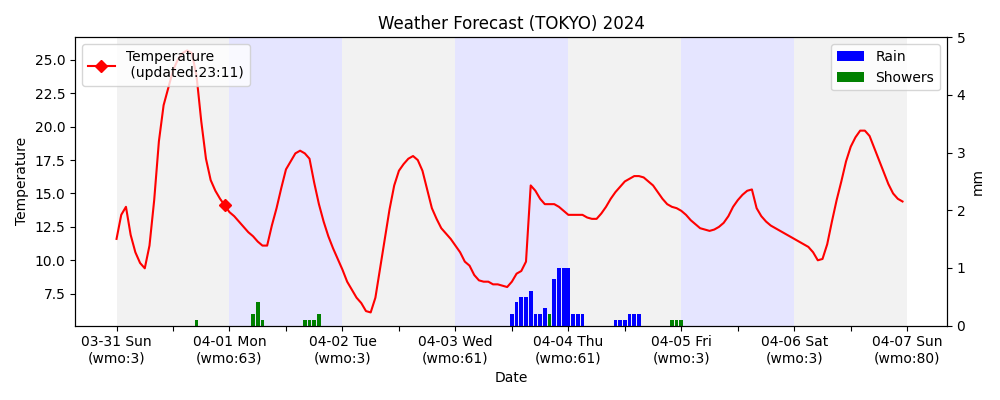 Weather Forecast (TOKYO) 2024
Temperature
(updated:23:11)
Rain
Showers
Temperature
25.0
22.5
20.0
17.5
15.0
12.5
10.0
7.5
5
4
3
2
1
0
mm
03-31 Sun
(wmo:3)
04-01 Mon
(wmo:63)
04-02 Tue
(wmo:3)
04-03 Wed
(wmo:61)
04-04 Thu
(wmo:61)
04-05 Fri
(wmo:3)
04-06 Sat
(wmo:3)
04-07 Sun
(wmo:80)
Date